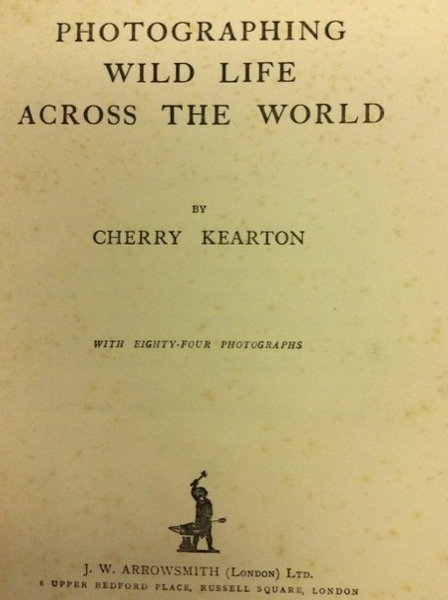 PHOTOGRAPHING
WILD LIFE
ACROSS THE WORLD
BY
CHERRY KEARTON
WITH EIGHTY-FOUR PHOTOGRAPHS
J. W. ARROWSMITH (LONDON) LTD.
6 UPPER BEDFORD PLACE, RUSSELL SQUARE, LONDON